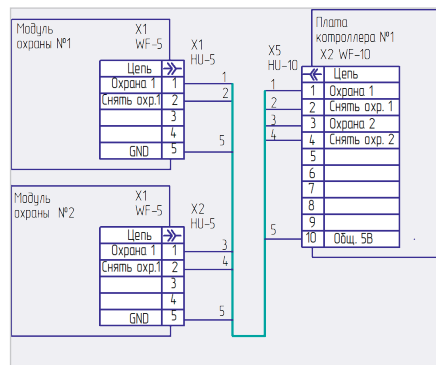 Модуль
охраны №1
X1
WF-5
X1
HU-5
Цепь
Охрана 1 1
Снять охр.1 2
3
4
GND 5
1
2
5
Модуль
охраны №2
X1
WF-5
X2
HU-5
Цепь
Охрана 1 1
Снять охр.1 2
3
4
GND 5
3
4
5
X5
HU-10
1
2
3
4
5
Плата
котроллера №1
X2 WF-10
Цепь
1 Охрана 1
2 Снять охр. 1
3 Охрана 2
4 Снять охр. 2
5
6
7
8
9
10 Общ. 5В